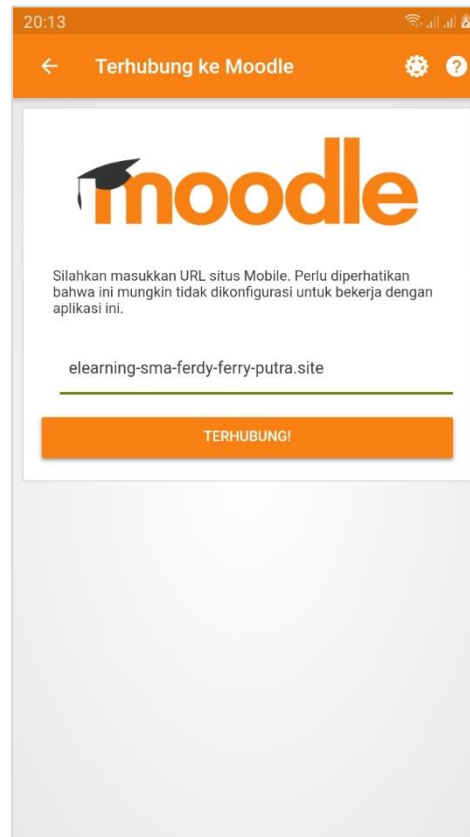 20:13
Terhubung ke Moodle
moodle
Silahkan masukkan URL situs Mobile. Perlu diperhatikan
bahwa ini mungkin tidak dikonfigurasi untuk bekerja dengan
aplikasi ini.
elearning-sma-ferdy-ferry-putra.site
TERHUBUNG!